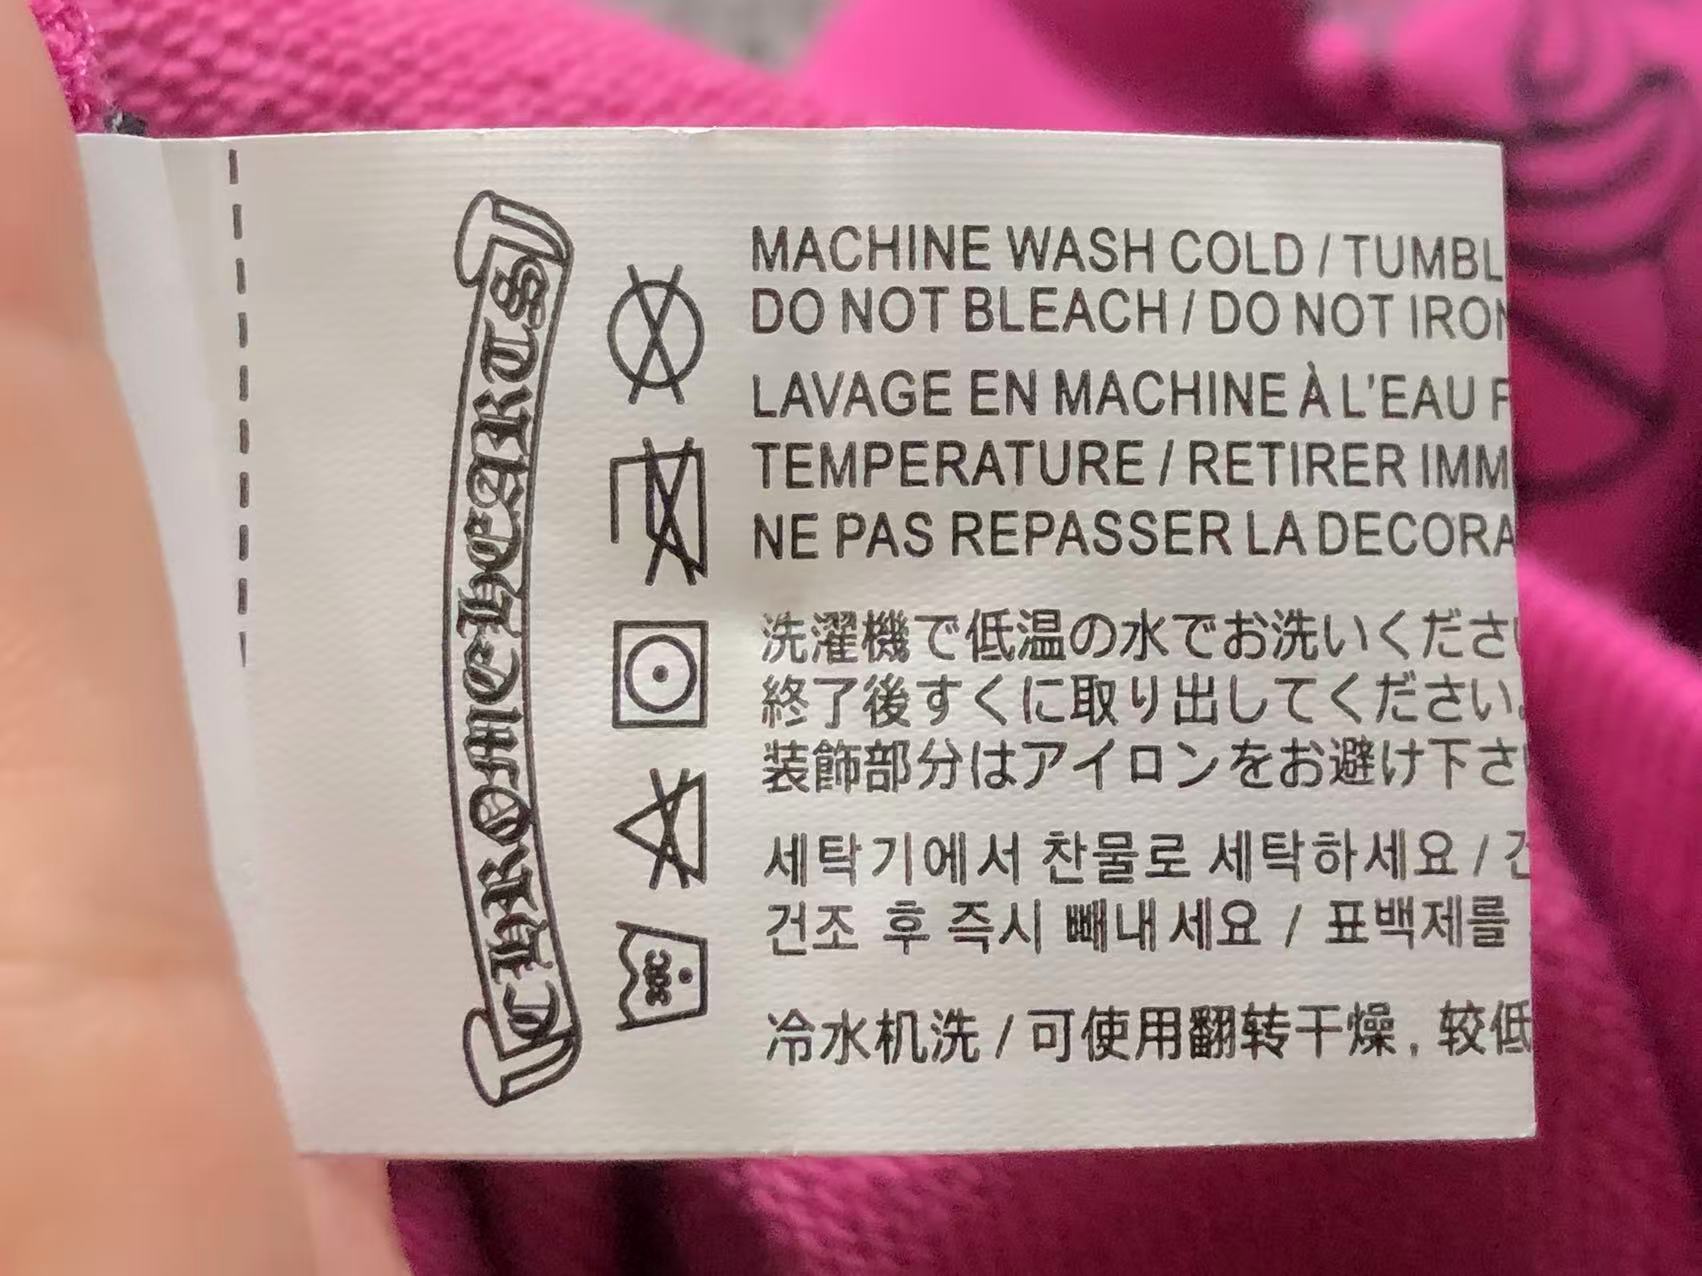 CHROME HEARTS
MACHINE WASH COLD / TUMBL
DO NOT BLEACH / DO NOT IRON
LAVAGE EN MACHINE À L'EAU F
TEMPERATURE / RETIRER IMM
NE PAS REPASSER LA DECORA
洗濯機で低温の水でお洗いくださ
終了後すくに取り出してください。
装飾部分はアイロンをお避け下さ
세탁기에서 찬물로 세탁하세요 / 건
건조 후 즉시 빼내세요 / 표백제를
冷水机洗 / 可使用翻转干燥, 较低
30C